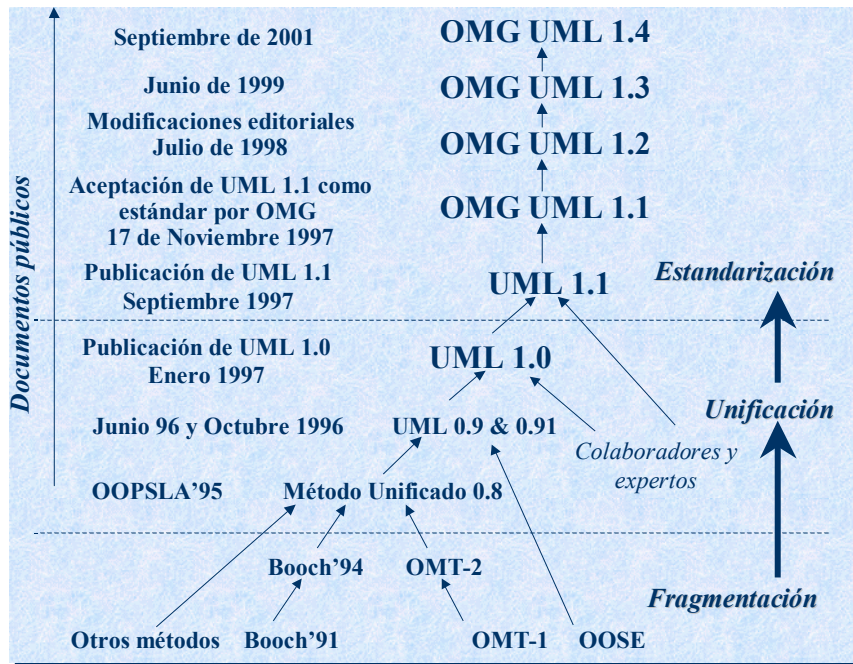 Septiembre de 2001
OMG UML 1.4
Junio de 1999
OMG UML 1.3
Modificaciones editoriales
Julio de 1998
OMG UML 1.2
Aceptación de UML 1.1 como
estándar por OMG
17 de Noviembre 1997
OMG UML 1.1
Publicación de UML 1.1
Septiembre 1997
UML 1.1
Estandarización
Documentos públicos
Publicación de UML 1.0
Enero 1997
UML 1.0
Unificación
Junio 96 y Octubre 1996
UML 0.9 & 0.91
Colaboradores y
expertos
OOPSLA’95
Método Unificado 0.8
Booch’94
OMT-2
Fragmentación
Otros métodos
Booch’91
OMT-1
OOSE